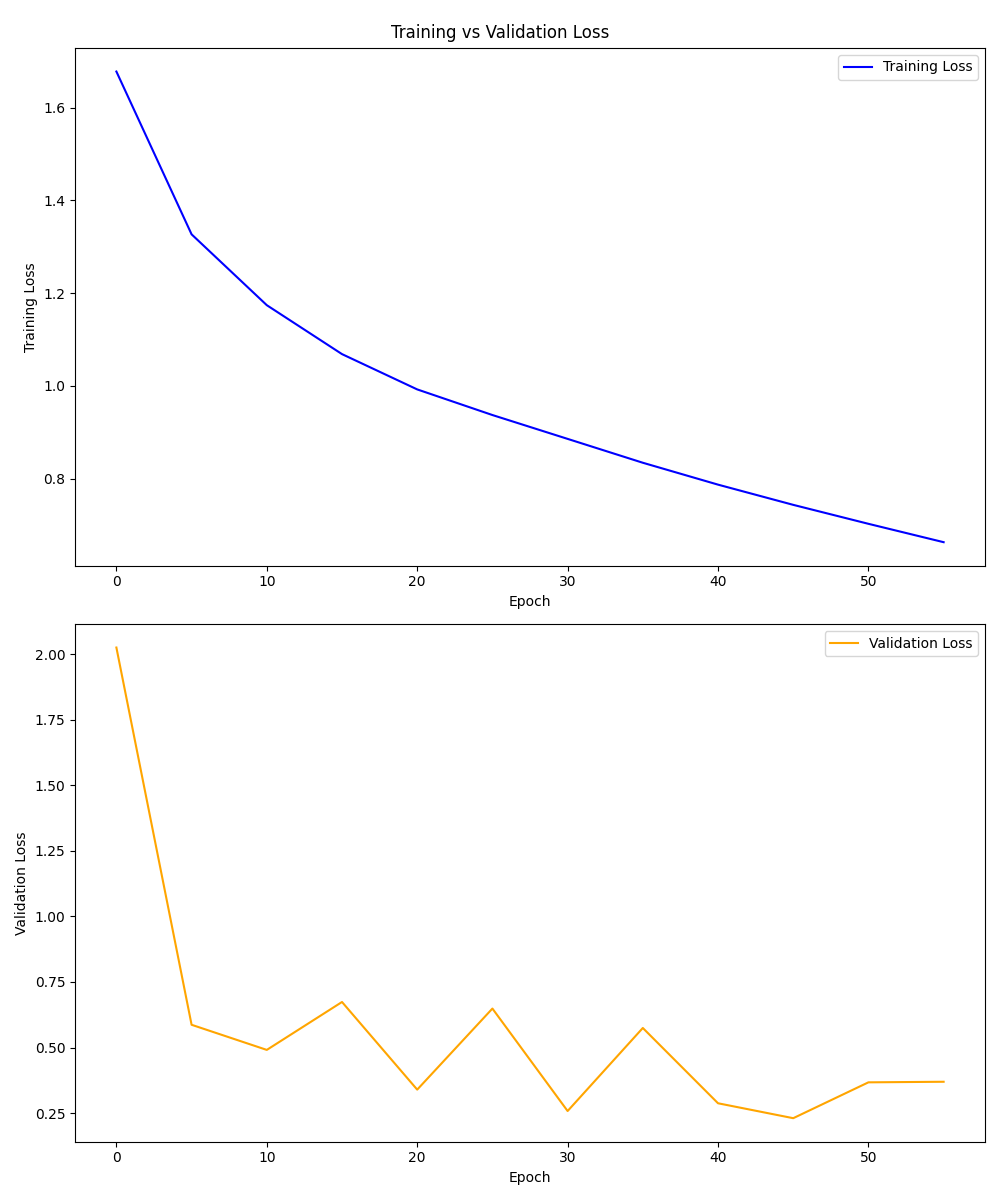 Training vs Validation Loss
Training Loss
1.6
1.4
1.2
1.0
0.8
Training Loss
0 10 20 30 40 50
Epoch
Validation Loss
2.00
1.75
1.50
1.25
1.00
0.75
0.50
0.25
Validation Loss
0 10 20 30 40 50
Epoch